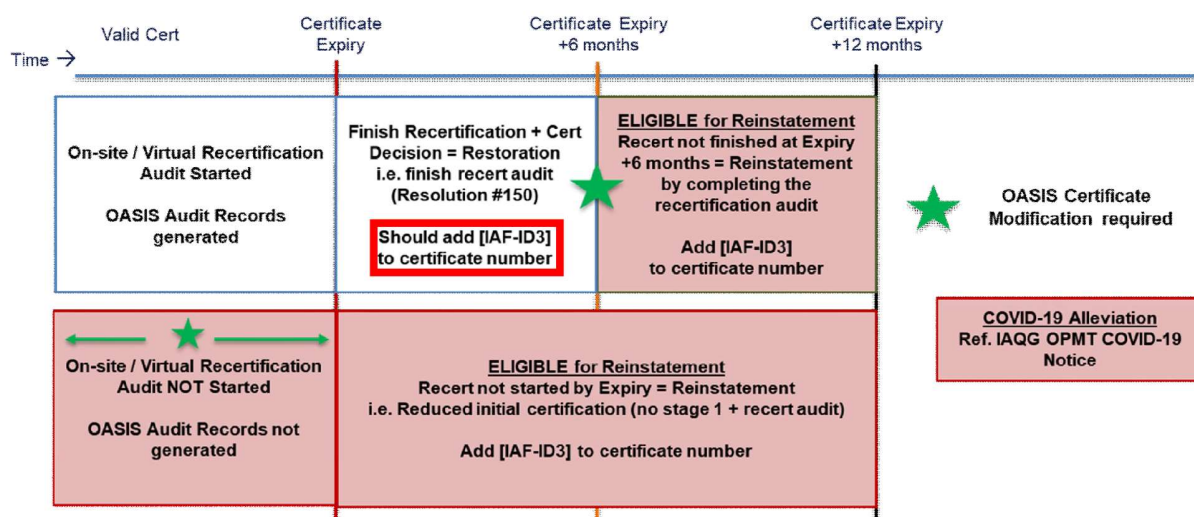 Time →
Valid Cert
Certificate
Expiry
Certificate Expiry
+6 months
Certificate Expiry
+12 months
On-site / Virtual Recertification
Audit Started
OASIS Audit Records
generated
Finish Recertification + Cert
Decision = Restoration
i.e. finish recert audit
(Resolution #150)
Should add [IAF-ID3]
to certificate number
ELIGIBLE for Reinstatement
Recert not finished at Expiry
+6 months = Reinstatement
by completing the
recertification audit
Add [IAF-ID3]
to certificate number
OASIS Certificate
Modification required
On-site / Virtual Recertification
Audit NOT Started
OASIS Audit Records not
generated
ELIGIBLE for Reinstatement
Recert not started by Expiry = Reinstatement
i.e. Reduced initial certification (no stage 1 + recert audit)
Add [IAF-ID3] to certificate number
COVID-19 Alleviation
Ref. IAQG OPMT COVID-19
Notice